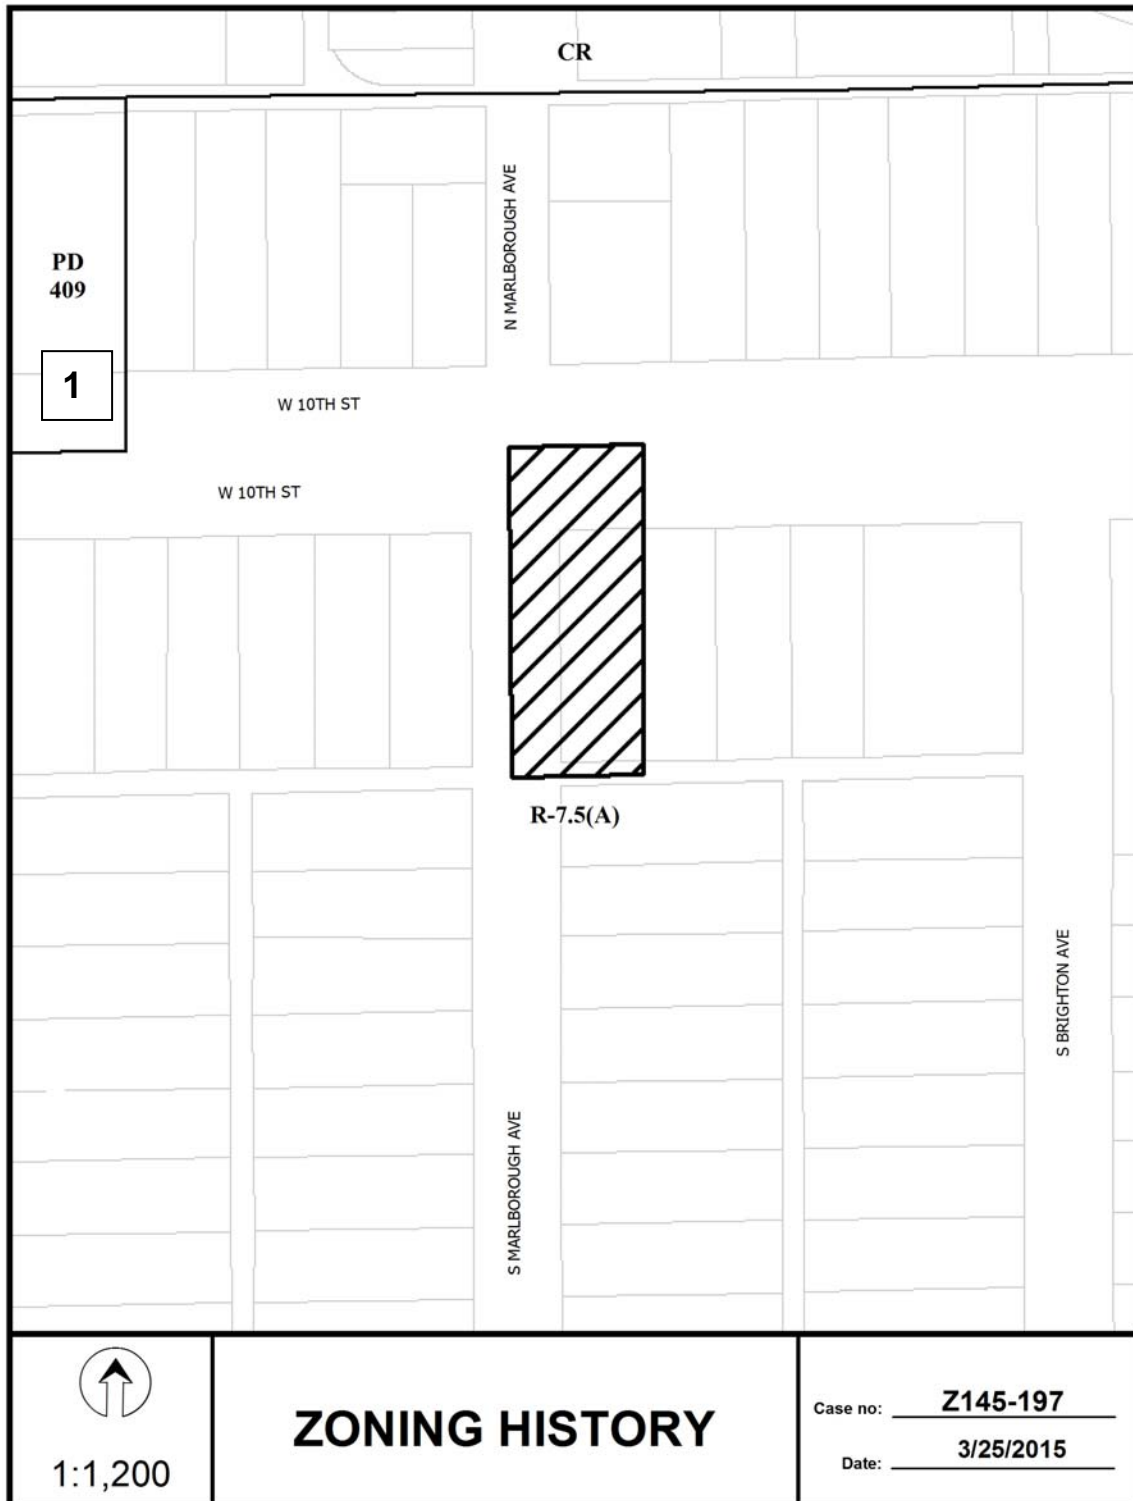 CR
N MARLBOROUGH AVE
PD
409
1
W 10TH ST
W 10TH ST
R-7.5(A)
S BRIGHTON AVE
S MARLBOROUGH AVE
1:1,200
ZONING HISTORY
Case no: Z145-197
Date: 3/25/2015